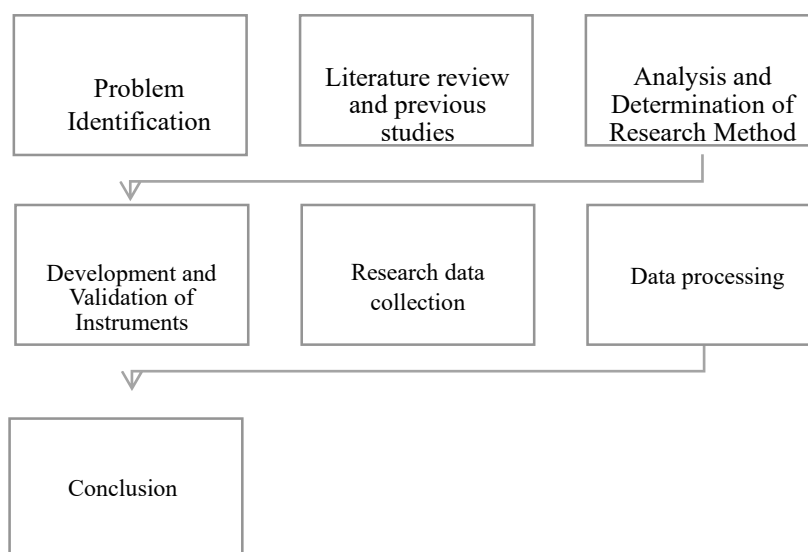 Problem
Identification
Literature review
and previous
studies
Analysis and
Determination of
Research Method
Development and
Validation of
Instruments
Research data
collection
Data processing
Conclusion